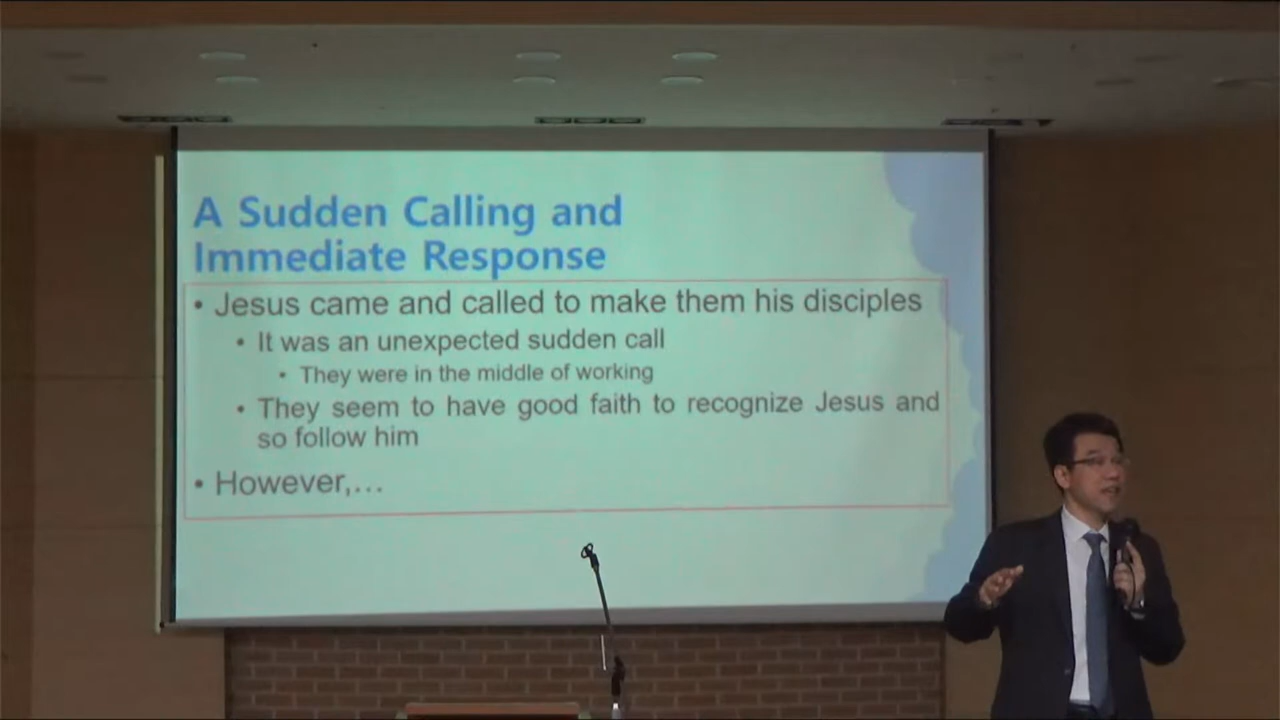 A Sudden Calling and
Immediate Response
• Jesus came and called to make them his disciples
• It was an unexpected sudden call
• They were in the middle of working
• They seem to have good faith to recognize Jesus and
so follow him
• However,…